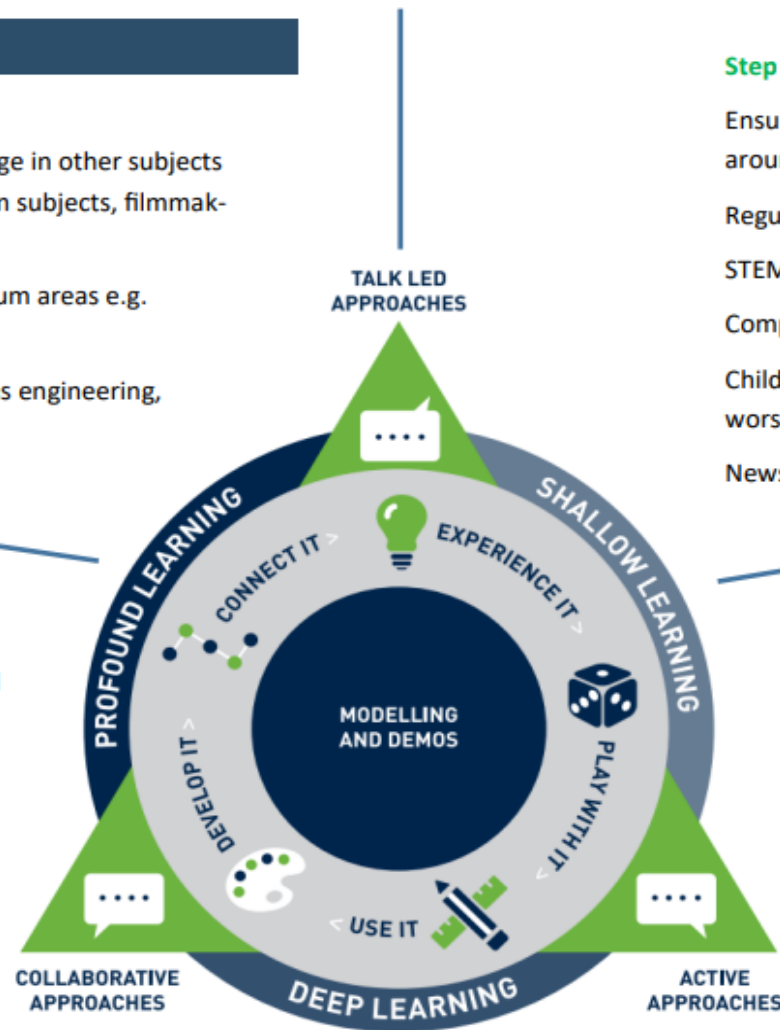 ge in other subjects
n subjects, filmmak-
um areas e.g.
s engineering,
Step
Ensu
arour
Regu
STEM
Comp
Child
wors
News
TALK LED
APPROACHES
PROFOUND LEARNING
SHALLOW LEARNING
CONNECT IT >
EXPERIENCE IT >
MODELLING
AND DEMOS
DEVELOP IT >
PLAY WITH IT >
< USE IT
DEEP LEARNING
COLLABORATIVE
APPROACHES
ACTIVE
APPROACHES